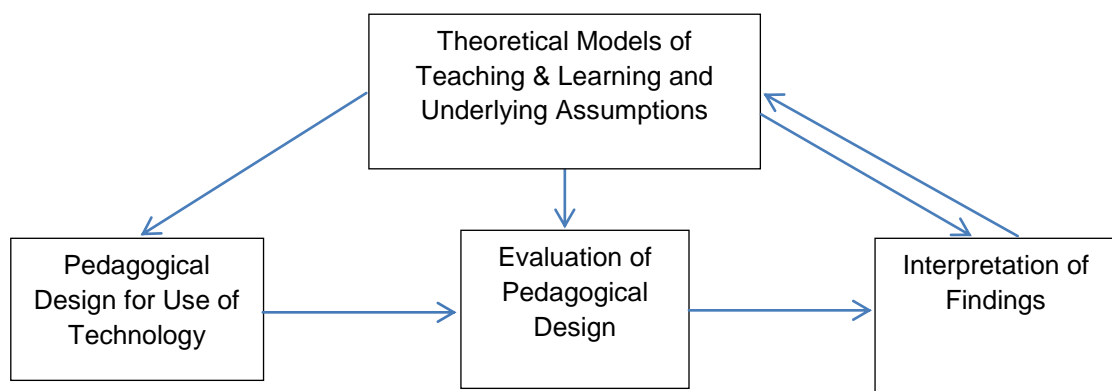 Theoretical Models of
Teaching & Learning and
Underlying Assumptions
Pedagogical
Design for Use of
Technology
Evaluation of
Pedagogical
Design
Interpretation of
Findings